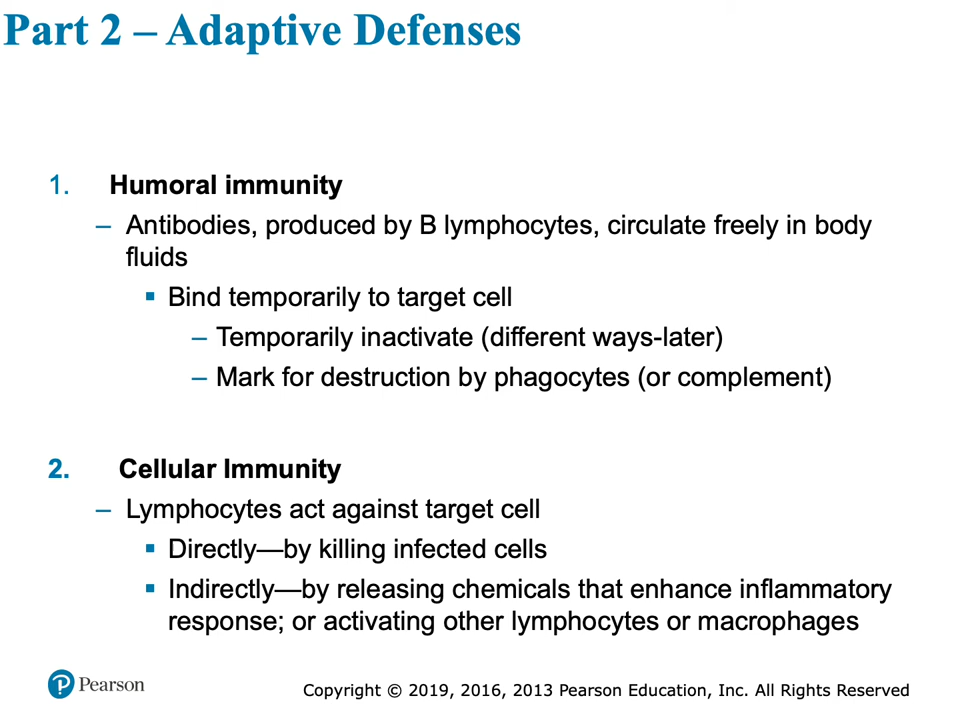 Part 2 – Adaptive Defenses
1. Humoral immunity
– Antibodies, produced by B lymphocytes, circulate freely in body
fluids
▪ Bind temporarily to target cell
– Temporarily inactivate (different ways-later)
– Mark for destruction by phagocytes (or complement)
2. Cellular Immunity
– Lymphocytes act against target cell
▪ Directly—by killing infected cells
▪ Indirectly—by releasing chemicals that enhance inflammatory
response; or activating other lymphocytes or macrophages
P Pearson
Copyright © 2019, 2016, 2013 Pearson Education, Inc. All Rights Reserved